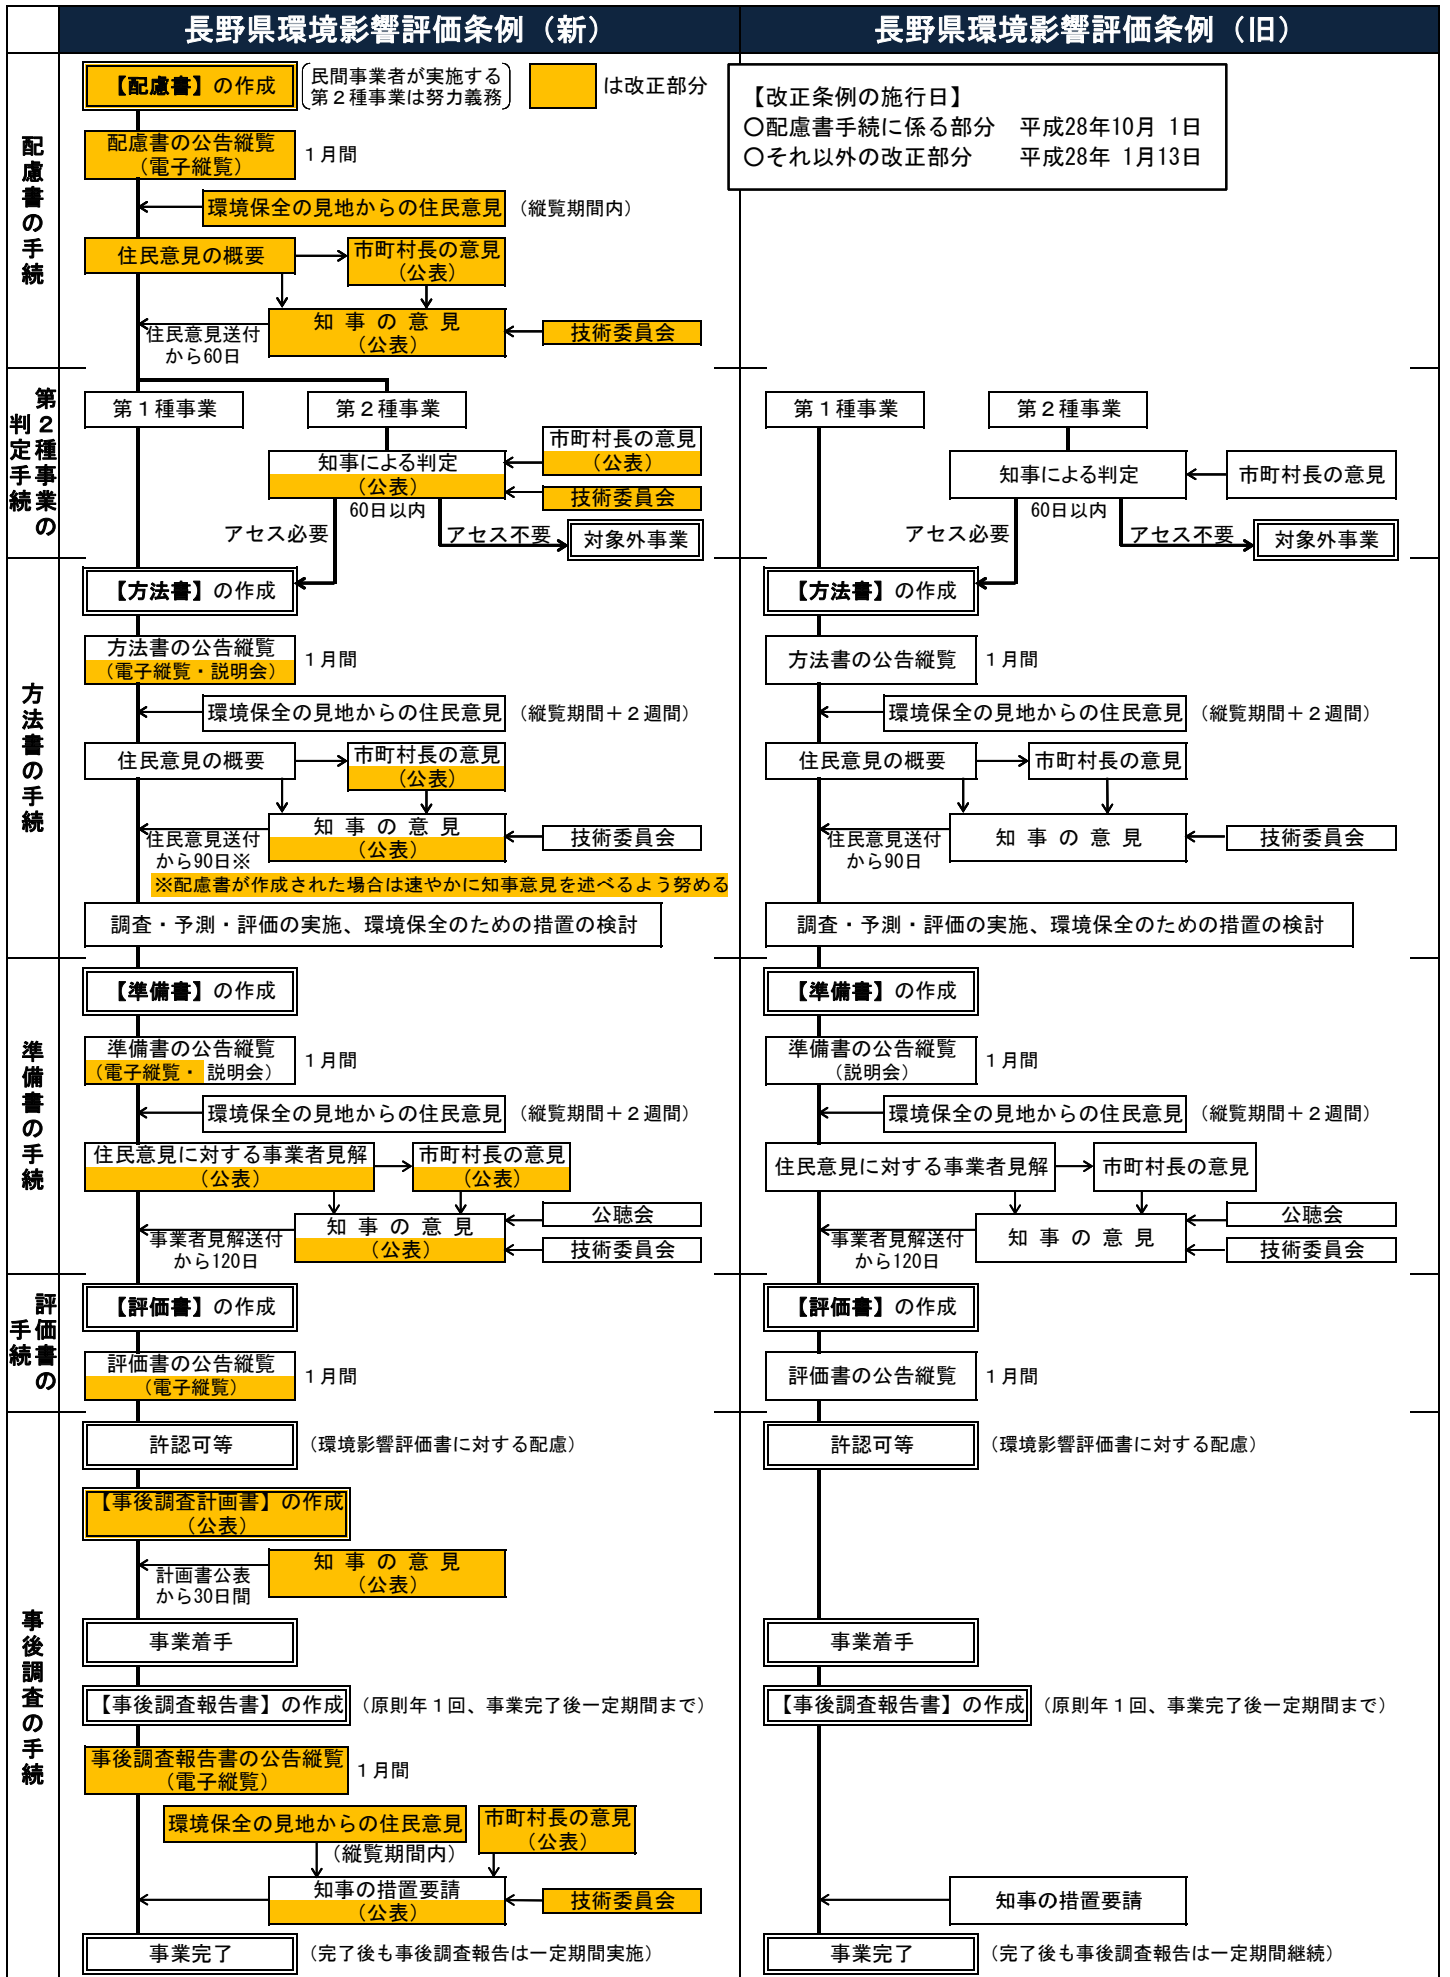 長野県環境影響評価条例（新）
長野県環境影響評価条例（旧）
配慮書の手続
【配慮書】の作成
民間事業者が実施する
第２種事業は努力義務
は改正部分
【改正条例の施行日】
○配慮書手続に係る部分　平成28年10月 1日
○それ以外の改正部分　　平成28年 1月13日
配慮書の公告縦覧
（電子縦覧）
１月間
環境保全の見地からの住民意見
（縦覧期間内）
住民意見の概要
市町村長の意見
（公表）
知 事 の 意 見
（公表）
技術委員会
住民意見送付
から60日
第２種事業の
判定手続
第１種事業
第２種事業
市町村長の意見
（公表）
知事による判定
（公表）
技術委員会
60日以内
アセス必要
アセス不要
対象外事業
第１種事業
第２種事業
知事による判定
市町村長の意見
60日以内
アセス必要
アセス不要
対象外事業
方法書の手続
【方法書】の作成
方法書の公告縦覧
（電子縦覧・説明会）
１月間
環境保全の見地からの住民意見
（縦覧期間＋２週間）
住民意見の概要
市町村長の意見
（公表）
知 事 の 意 見
（公表）
技術委員会
住民意見送付
から90日※
※配慮書が作成された場合は速やかに知事意見を述べるよう努める
調査・予測・評価の実施、環境保全のための措置の検討
【方法書】の作成
方法書の公告縦覧
１月間
環境保全の見地からの住民意見
（縦覧期間＋２週間）
住民意見の概要
市町村長の意見
知 事 の 意 見
技術委員会
住民意見送付
から90日
調査・予測・評価の実施、環境保全のための措置の検討
準備書の手続
【準備書】の作成
準備書の公告縦覧
（電子縦覧・説明会）
１月間
環境保全の見地からの住民意見
（縦覧期間＋２週間）
住民意見に対する事業者見解
（公表）
市町村長の意見
（公表）
知 事 の 意 見
（公表）
公聴会
技術委員会
事業者見解送付
から120日
【準備書】の作成
準備書の公告縦覧
（説明会）
１月間
環境保全の見地からの住民意見
（縦覧期間＋２週間）
住民意見に対する事業者見解
市町村長の意見
知 事 の 意 見
公聴会
技術委員会
事業者見解送付
から120日
評価書の
手続
【評価書】の作成
評価書の公告縦覧
（電子縦覧）
１月間
【評価書】の作成
評価書の公告縦覧
１月間
事後調査の手続
許認可等
（環境影響評価書に対する配慮）
【事後調査計画書】の作成
（公表）
知 事 の 意 見
（公表）
計画書公表
から30日間
事業着手
【事後調査報告書】の作成
（原則年１回、事業完了後一定期間まで）
事後調査報告書の公告縦覧
（電子縦覧）
１月間
環境保全の見地からの住民意見
（縦覧期間内）
市町村長の意見
（公表）
知事の措置要請
（公表）
技術委員会
事業完了
（完了後も事後調査報告は一定期間実施）
許認可等
（環境影響評価書に対する配慮）
事業着手
【事後調査報告書】の作成
（原則年１回、事業完了後一定期間まで）
知事の措置要請
事業完了
（完了後も事後調査報告は一定期間継続）